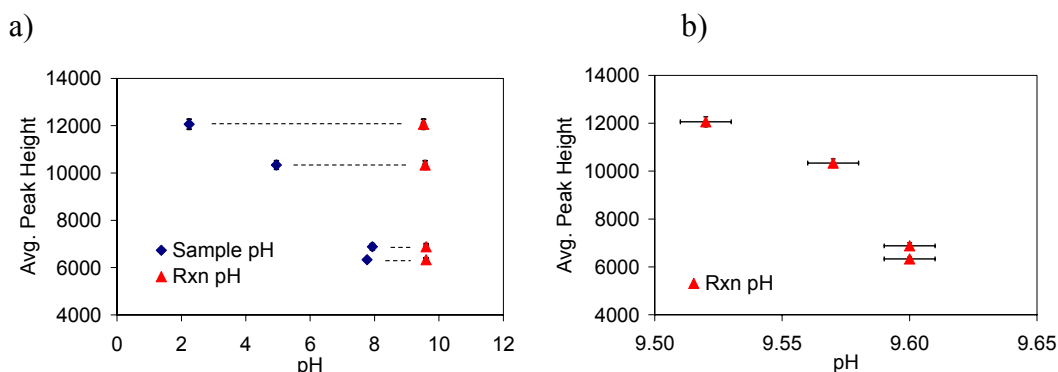 a)
Avg. Peak Height
14000
12000
10000
8000
6000
4000
Sample pH
Rxn pH
0 2 4 6 8 10 12
pH
b)
Avg. Peak Height
14000
12000
10000
8000
6000
4000
Rxn pH
9.50 9.55 9.60 9.65
pH